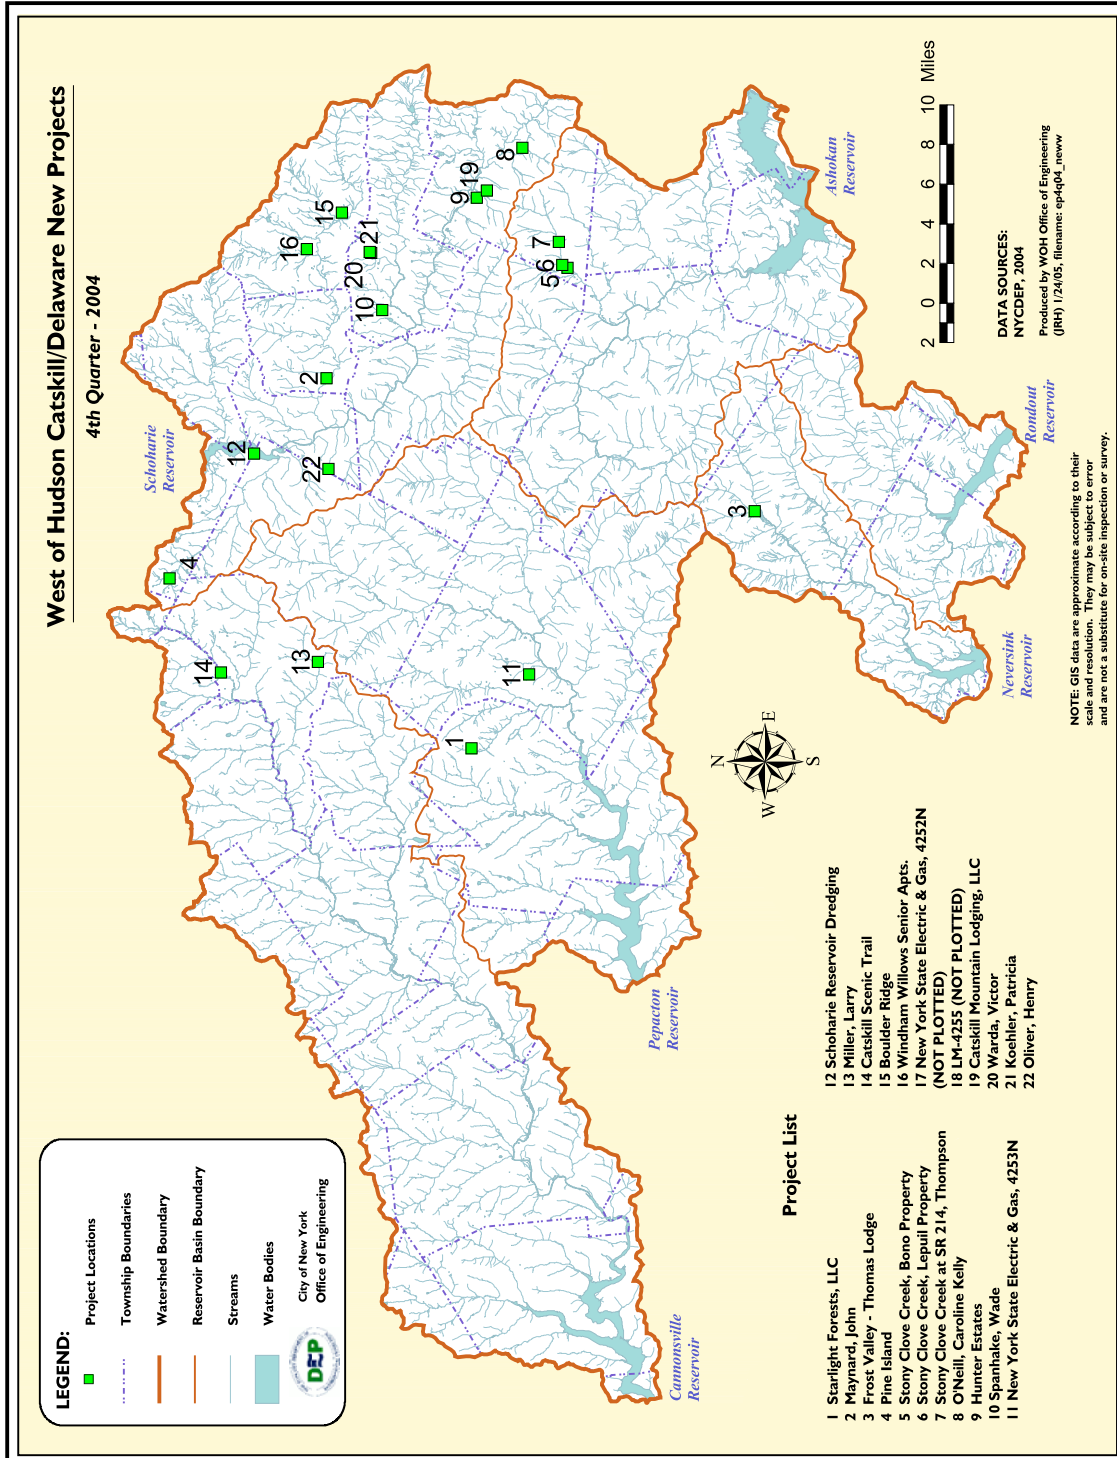 West of Hudson Catskill/Delaware New Projects
4th Quarter - 2004
LEGEND:
Project Locations
Township Boundaries
Watershed Boundary
Reservoir Basin Boundary
Streams
Water Bodies
DEP
City of New York
Office of Engineering
Schoharie
Reservoir
Ashokan
Reservoir
Rondout
Reservoir
Neversink
Reservoir
Pepacton
Reservoir
Cannonsville
Reservoir
14
4
13
12
22
2
16
15
20
21
10
9
19
8
5
6
7
1
11
3
N
E
S
W
2
0
2
4
6
8
10
Miles
DATA SOURCES:
NYCDEP, 2004
Produced by WOH Office of Engineering
(JRH) 1/24/05, filename: ep4q04_neww
NOTE: GIS data are approximate according to their
scale and resolution. They may be subject to error
and are not a substitute for on-site inspection or survey.
Project List
1 Starlight Forests, LLC
2 Maynard, John
3 Frost Valley - Thomas Lodge
4 Pine Island
5 Stony Clove Creek, Bono Property
6 Stony Clove Creek, Lepuil Property
7 Stony Clove Creek at SR 214, Thompson
8 O'Neill, Caroline Kelly
9 Hunter Estates
10 Spanhake, Wade
11 New York State Electric & Gas, 4253N
12 Schoharie Reservoir Dredging
13 Miller, Larry
14 Catskill Scenic Trail
15 Boulder Ridge
16 Windham Willows Senior Apts.
17 New York State Electric & Gas, 4252N
(NOT PLOTTED)
18 LM-4255 (NOT PLOTTED)
19 Catskill Mountain Lodging, LLC
20 Warda, Victor
21 Koehler, Patricia
22 Oliver, Henry